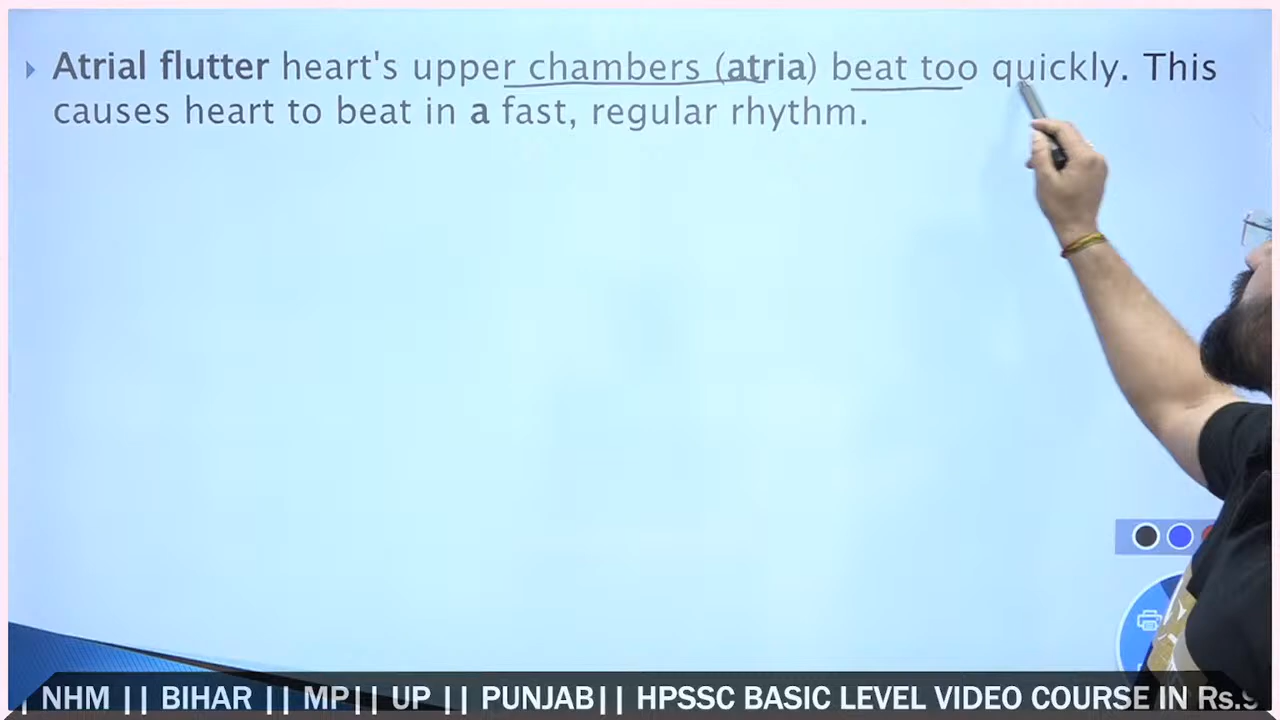 Atrial flutter heart's upper chambers (atria) beat too quickly. This
causes heart to beat in a fast, regular rhythm.
| NHM || BIHAR || MP|| UP || PUNJAB|| HPSSC BASIC LEVEL VIDEO COURSE IN Rs.9